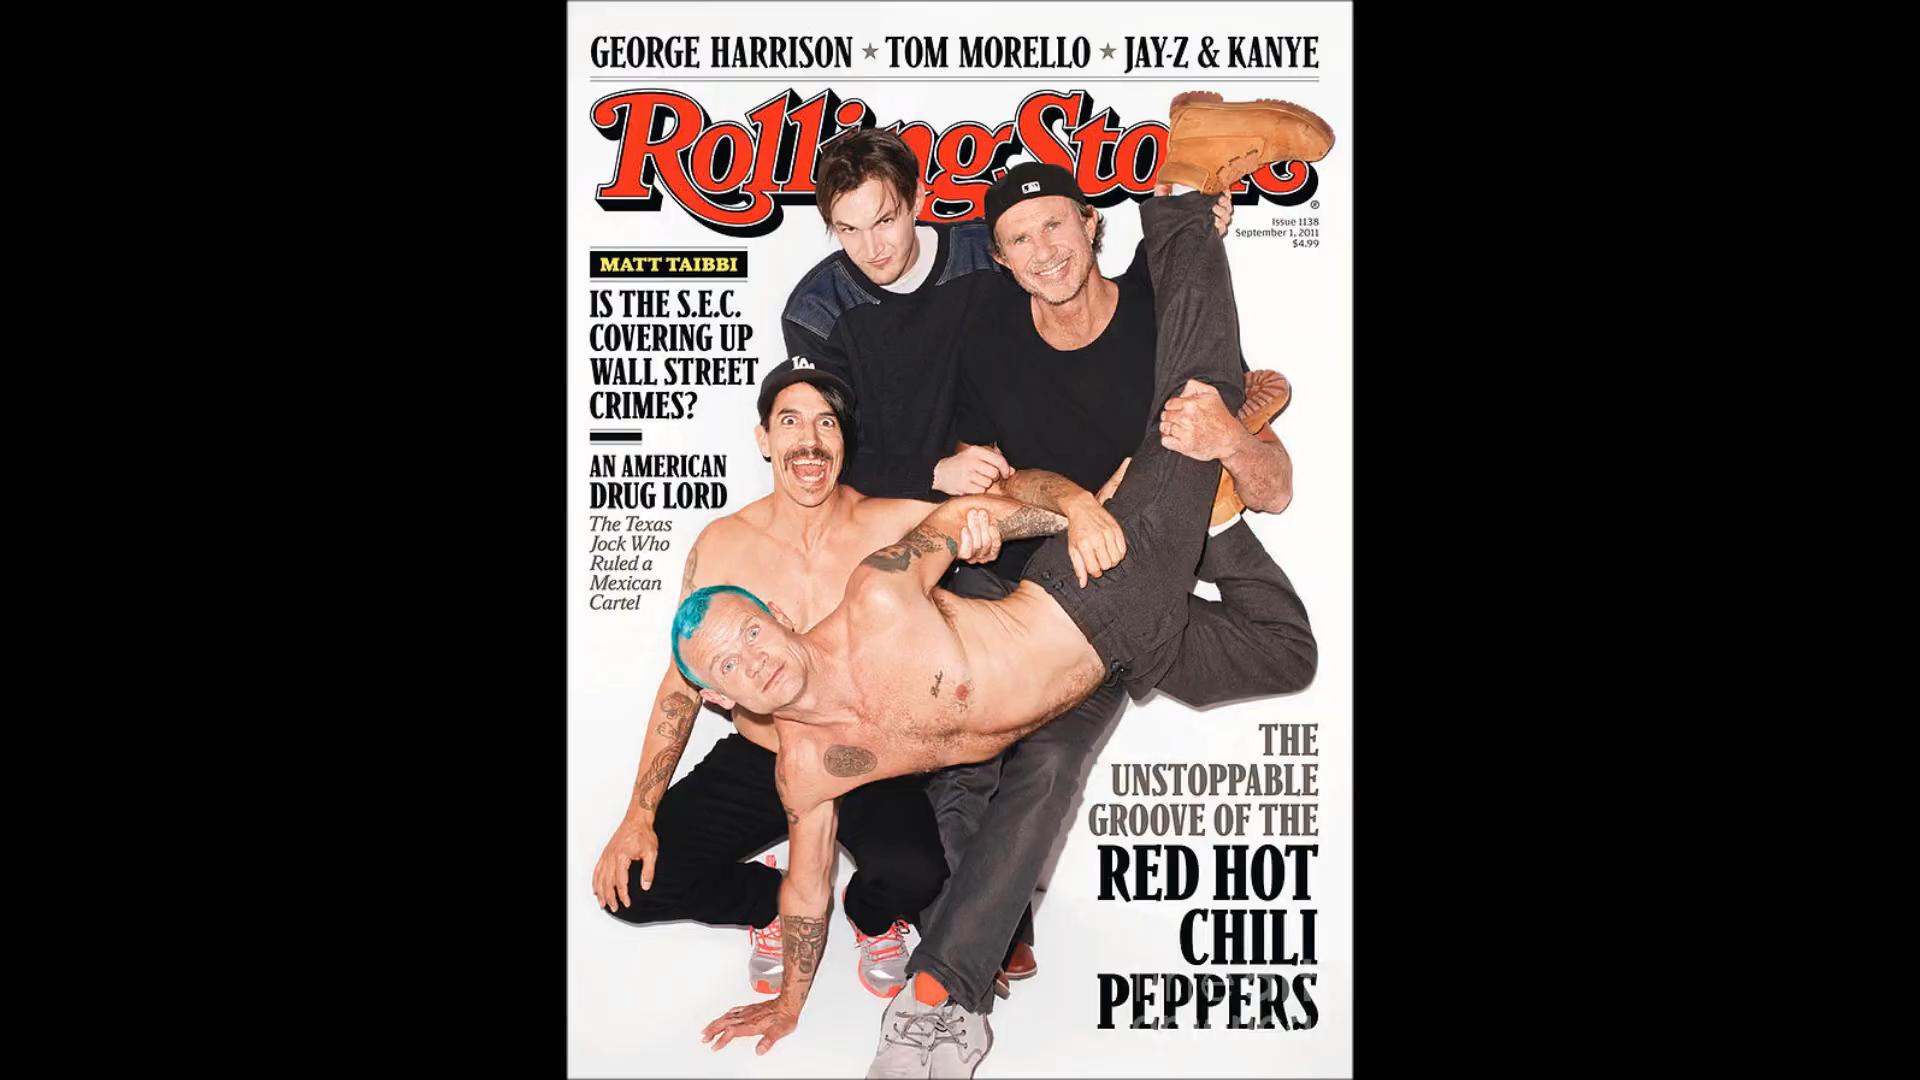 GEORGE HARRISON ★ TOM MORELLO ★ JAY-Z & KANYE
Rolling Stone
Issue 1138
September 1, 2011
$4.99
MATT TAIBBI
IS THE S.E.C.
COVERING UP
WALL STREET
CRIMES?
AN AMERICAN
DRUG LORD
The Texas
Jock Who
Ruled a
Mexican
Cartel
LA
THE
UNSTOPPABLE
GROOVE OF THE
RED HOT
CHILI
PEPPERS